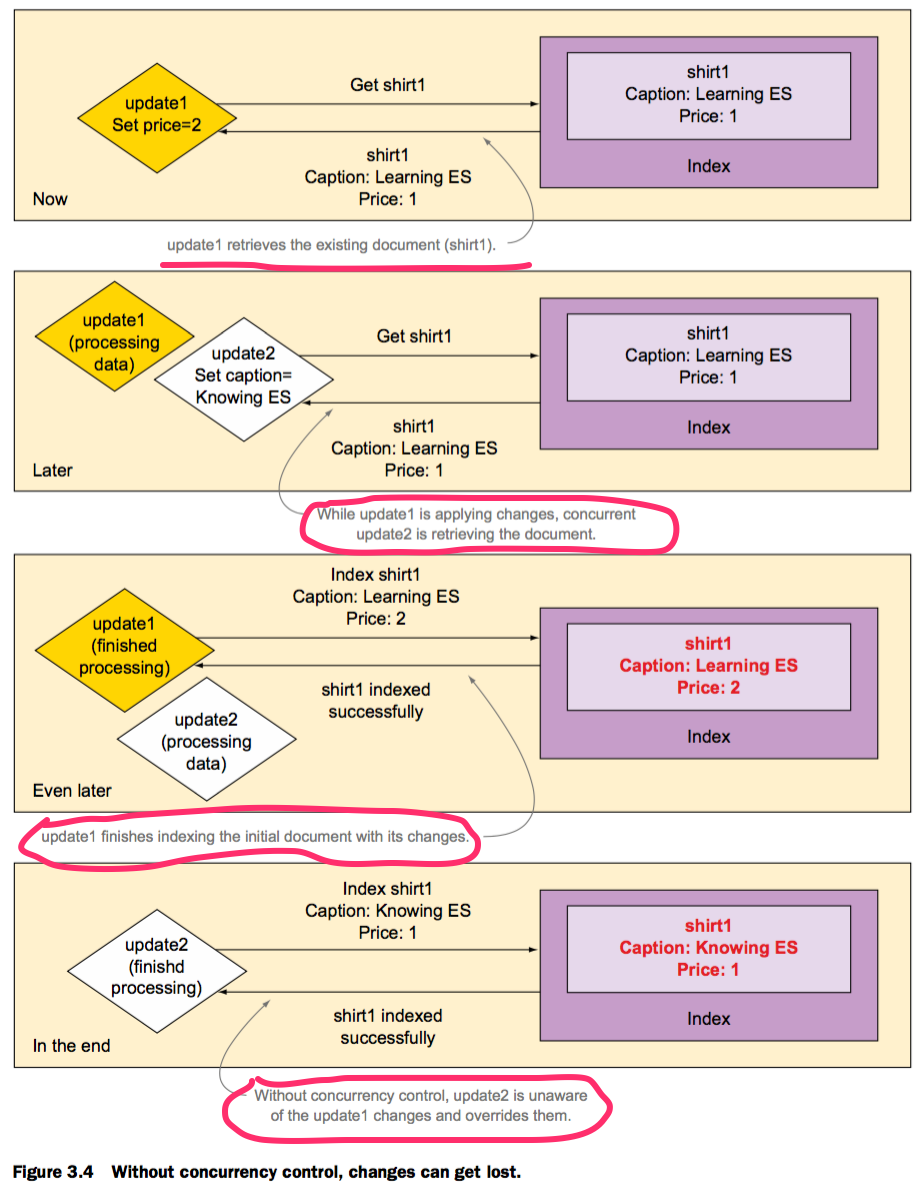 update1
Set price=2
Get shirt1
shirt1
Caption: Learning ES
Price: 1
shirt1
Caption: Learning ES
Price: 1
Index
Now
update1 retrieves the existing document (shirt1).
update1
(processing
data)
update2
Set caption=
Knowing ES
Get shirt1
shirt1
Caption: Learning ES
Price: 1
shirt1
Caption: Learning ES
Price: 1
Index
Later
While update1 is applying changes, concurrent
update2 is retrieving the document.
update1
(finished
processing)
update2
(processing
data)
Index shirt1
Caption: Learning ES
Price: 2
shirt1 indexed
successfully
shirt1
Caption: Learning ES
Price: 2
Index
Even later
update1 finishes indexing the initial document with its changes.
update2
(finishd
processing)
Index shirt1
Caption: Knowing ES
Price: 1
shirt1 indexed
successfully
shirt1
Caption: Knowing ES
Price: 1
Index
In the end
Without concurrency control, update2 is unaware
of the update1 changes and overrides them.
Figure 3.4 Without concurrency control, changes can get lost.